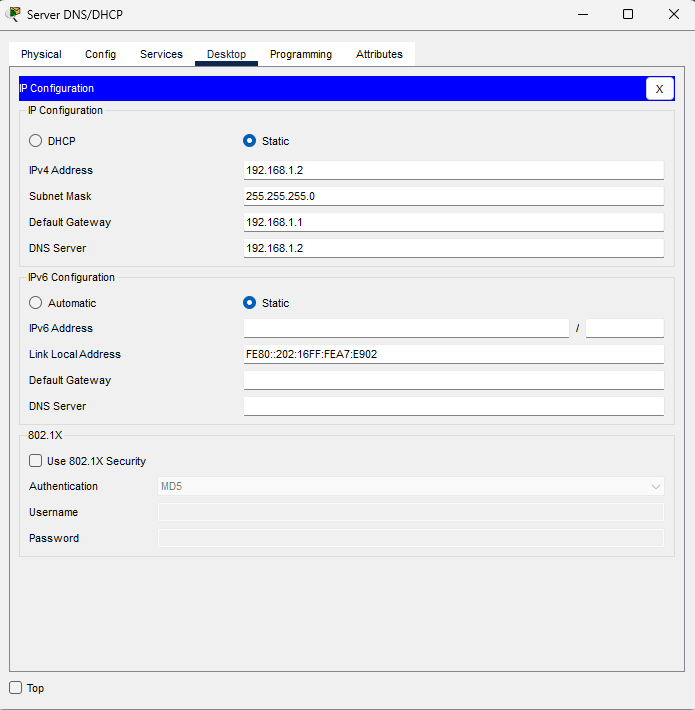 Server DNS/DHCP
Physical Config Services Desktop Programming Attributes
IP Configuration X
IP Configuration
DHCP Static
IPv4 Address 192.168.1.2
Subnet Mask 255.255.255.0
Default Gateway 192.168.1.1
DNS Server 192.168.1.2
IPv6 Configuration
Automatic Static
IPv6 Address /
Link Local Address FE80::202:16FF:FEA7:E902
Default Gateway
DNS Server
802.1X
Use 802.1X Security
Authentication MD5
Username
Password
Top